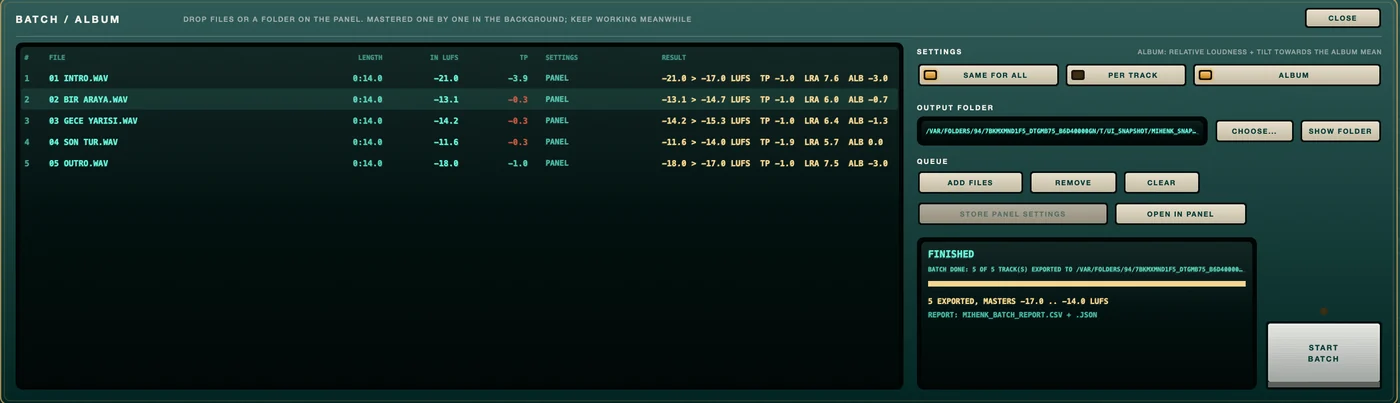 BATCH / ALBUM
DROP FILES OR A FOLDER ON THE PANEL. MASTERED ONE BY ONE IN THE BACKGROUND; KEEP WORKING MEANWHILE
CLOSE
# FILE LENGTH IN LUFS TP SETTINGS RESULT
1 01 INTRO.WAV 0:14.0 −21.0 −3.9 PANEL −21.0 > −17.0 LUFS TP −1.0 LRA 7.6 ALB −3.0
2 02 BIR ARAYA.WAV 0:14.0 −13.1 −0.3 PANEL −13.1 > −14.7 LUFS TP −1.0 LRA 6.0 ALB −0.7
3 03 GECE YARISI.WAV 0:14.0 −14.2 −0.3 PANEL −14.2 > −15.3 LUFS TP −1.0 LRA 6.4 ALB −1.3
4 04 SON TUR.WAV 0:14.0 −11.6 −0.3 PANEL −11.6 > −14.0 LUFS TP −1.9 LRA 5.7 ALB 0.0
5 05 OUTRO.WAV 0:14.0 −18.0 −1.0 PANEL −18.0 > −17.0 LUFS TP −1.0 LRA 7.5 ALB −3.0
SETTINGS
ALBUM: RELATIVE LOUDNESS + TILT TOWARDS THE ALBUM MEAN
SAME FOR ALL
PER TRACK
ALBUM
OUTPUT FOLDER
/VAR/FOLDERS/94/7BKMXMND1F5_DTGMB75_B6D40000GN/T/UI_SNAPSHOT/MIHENK_SNAP…
CHOOSE...
SHOW FOLDER
QUEUE
ADD FILES
REMOVE
CLEAR
STORE PANEL SETTINGS
OPEN IN PANEL
FINISHED
BATCH DONE: 5 OF 5 TRACK(S) EXPORTED TO /VAR/FOLDERS/94/7BKMXMND1F5_DTGMB75_B6D40000…
5 EXPORTED, MASTERS −17.0 .. −14.0 LUFS
REPORT: MIHENK_BATCH_REPORT.CSV + .JSON
START
BATCH